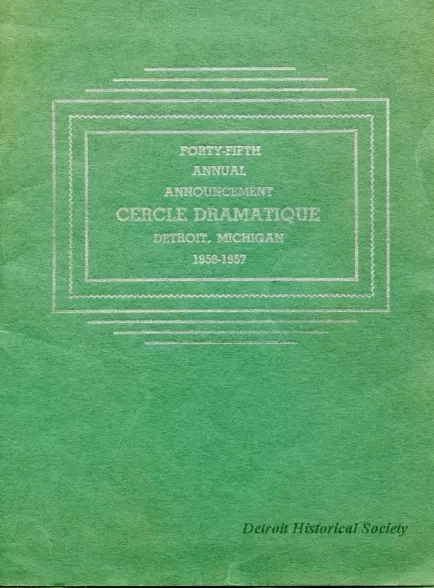 FORTY-FIFTH
ANNUAL
ANNOUNCEMENT
CERCLE DRAMATIQUE
DETROIT, MICHIGAN
1956-1957
Detroit Historical Society